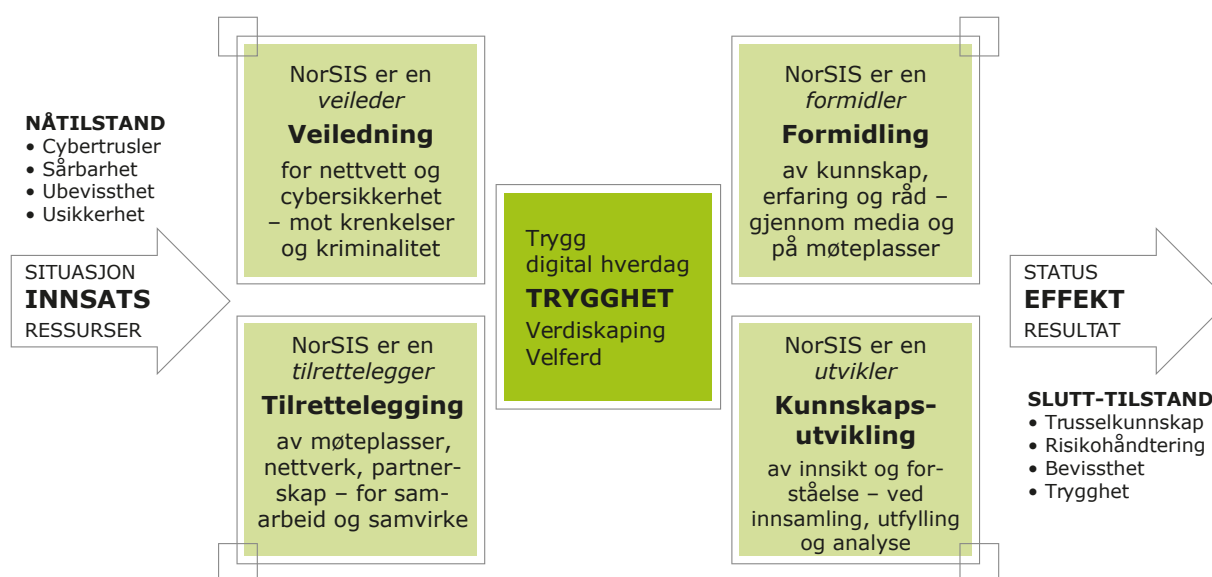 NÅTILSTAND
• Cybertrusler
• Sårbarhet
• Ubevissthet
• Usikkerhet
SITUASJON
INNSATS
RESSURSER
NorSIS er en
veileder
Veiledning
for nettvett og
cybersikkerhet
– mot krenkelser
og kriminalitet
NorSIS er en
tilrettelegger
Tilrettelegging
av møteplasser,
nettverk, partner-
skap – for sam-
arbeid og samvirke
Trygg
digital hverdag
TRYGGHET
Verdiskaping
Velferd
NorSIS er en
formidler
Formidling
av kunnskap,
erfaring og råd –
gjennom media og
på møteplasser
NorSIS er en
utvikler
Kunnskaps-
utvikling
av innsikt og for-
ståelse – ved
innsamling, utfylling
og analyse
STATUS
EFFEKT
RESULTAT
SLUTT-TILSTAND
• Trusselkunnskap
• Risikohåndtering
• Bevissthet
• Trygghet